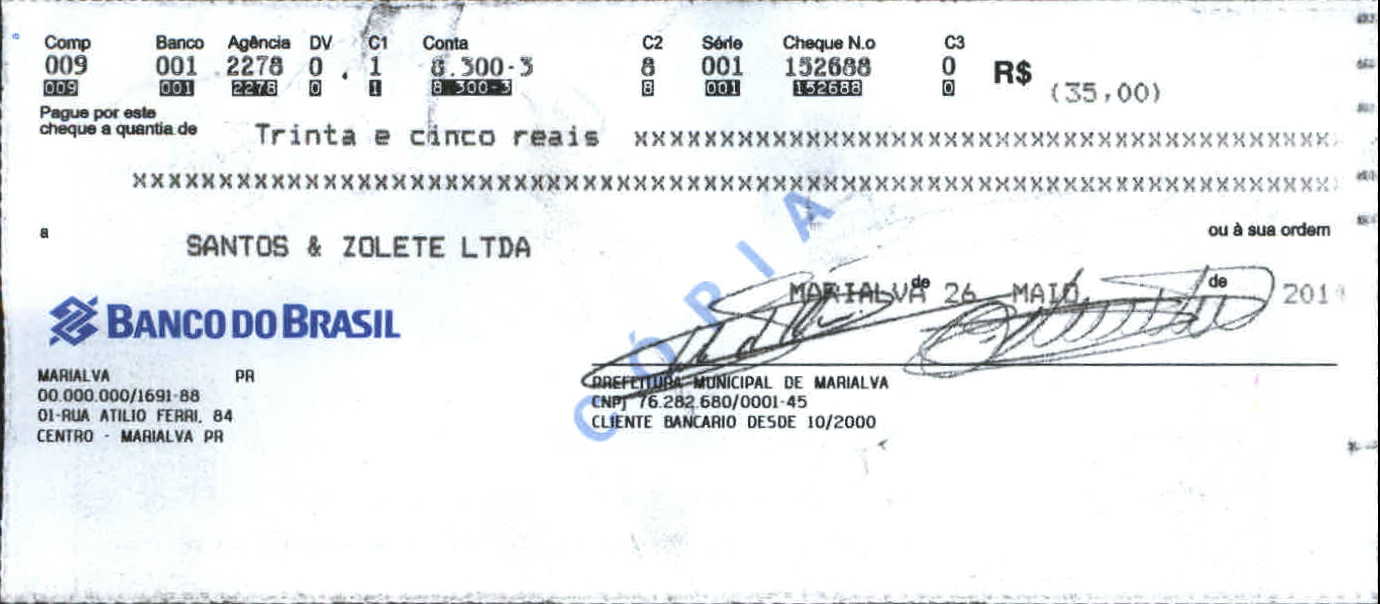 Comp Banco Agência DV C1 Conta C2 Série Cheque N.o C3
009 001 2278 0 . 1 8.300-3 8 001 152688 0 R$ (35,00)
009 001 2278 0 1 8 300-3 8 001 152688 0
Pague por este
cheque a quantia de Trinta e cinco reais xxxxxxxxxxxxxxxxxxxxxxxxxxxxxxxxxxxxxxxxxxxxxxxxx
xxxxxxxxxxxxxxxxxxxxxxxxxxxxxxxxxxxxxxxxxxxxxxxxxxxxxxxxxxxxxxxxxxxxxxxxxxxxxxxxxxxx
a SANTOS & ZOLETE LTDA ou à sua ordem
MARIALVA de 26 MAIO de
BANCO DO BRASIL
MARIALVA PR
00.000.000/1691-88
01-RUA ATILIO FERRI, 84
CENTRO - MARIALVA PR
PREFEITURA MUNICIPAL DE MARIALVA
CNPJ 76.282.680/0001-45
CLIENTE BANCARIO DESDE 10/2000
CÓPIA